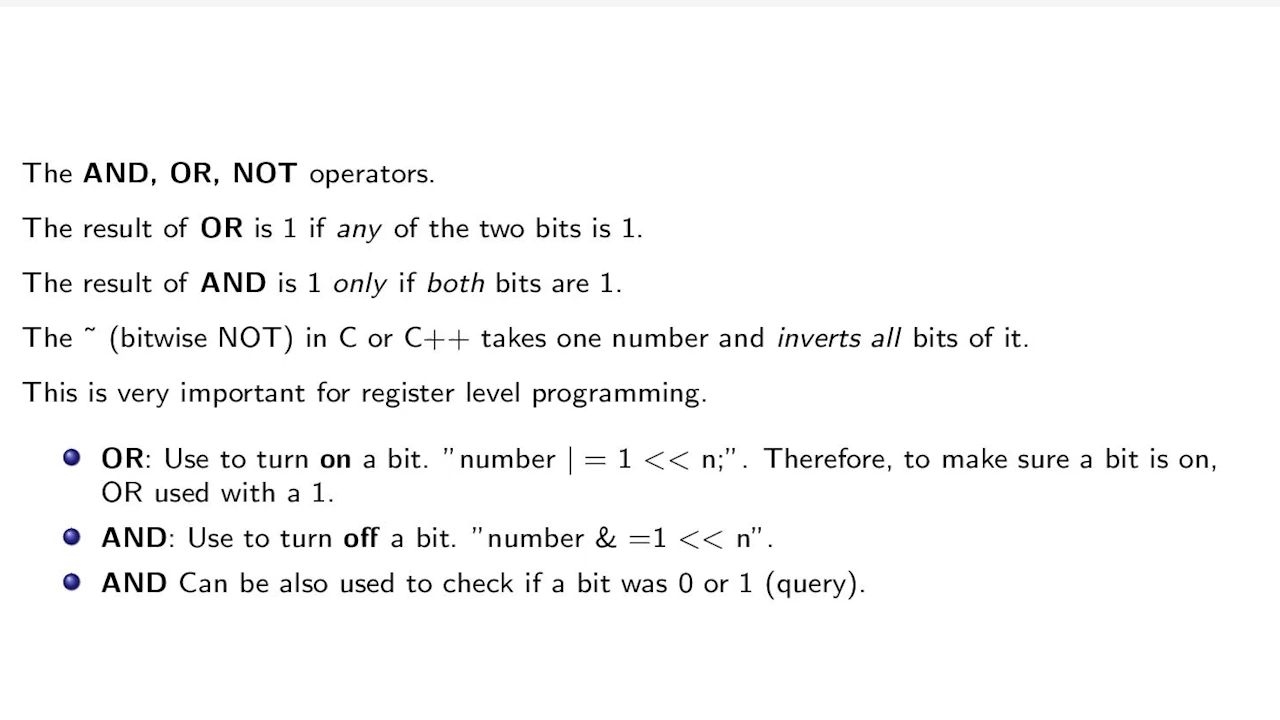 The AND, OR, NOT operators.
The result of OR is 1 if any of the two bits is 1.
The result of AND is 1 only if both bits are 1.
The ˜ (bitwise NOT) in C or C++ takes one number and inverts all bits of it.
This is very important for register level programming.
OR: Use to turn on a bit. "number | = 1 << n;". Therefore, to make sure a bit is on,
OR used with a 1.
AND: Use to turn off a bit. "number & =1 << n".
AND Can be also used to check if a bit was 0 or 1 (query).